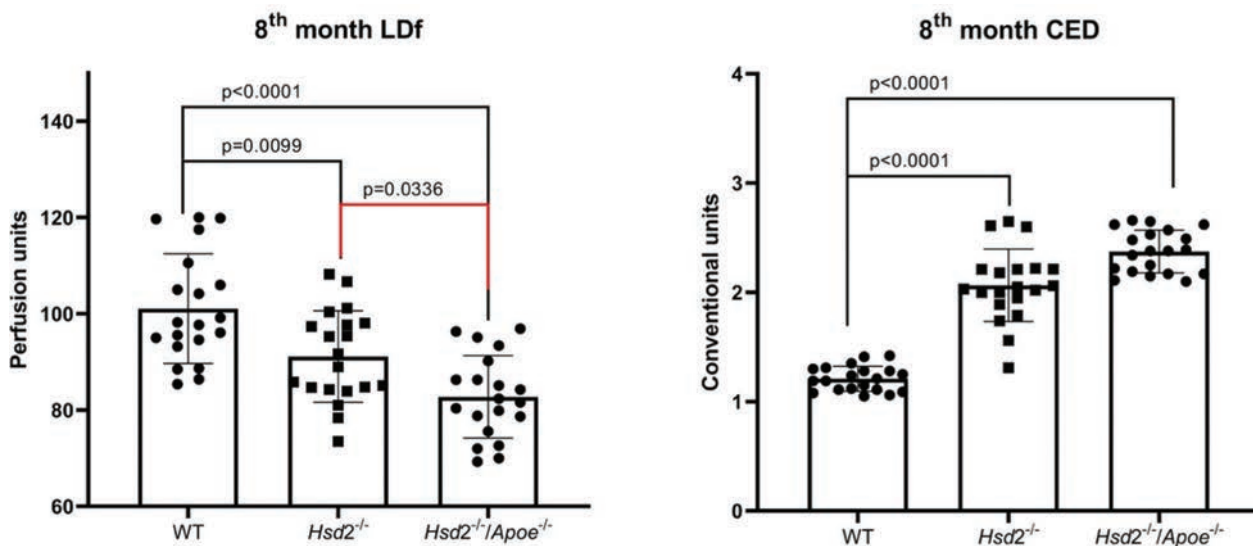 8th month LDf
Perfusion units
140
120
100
80
60
p<0.0001
p=0.0099
p=0.0336
WT
Hsd2-/-
Hsd2-/-/Apoe-/-
8th month CED
Conventional units
4
3
2
1
0
p<0.0001
p<0.0001
WT
Hsd2-/-
Hsd2-/-/Apoe-/-